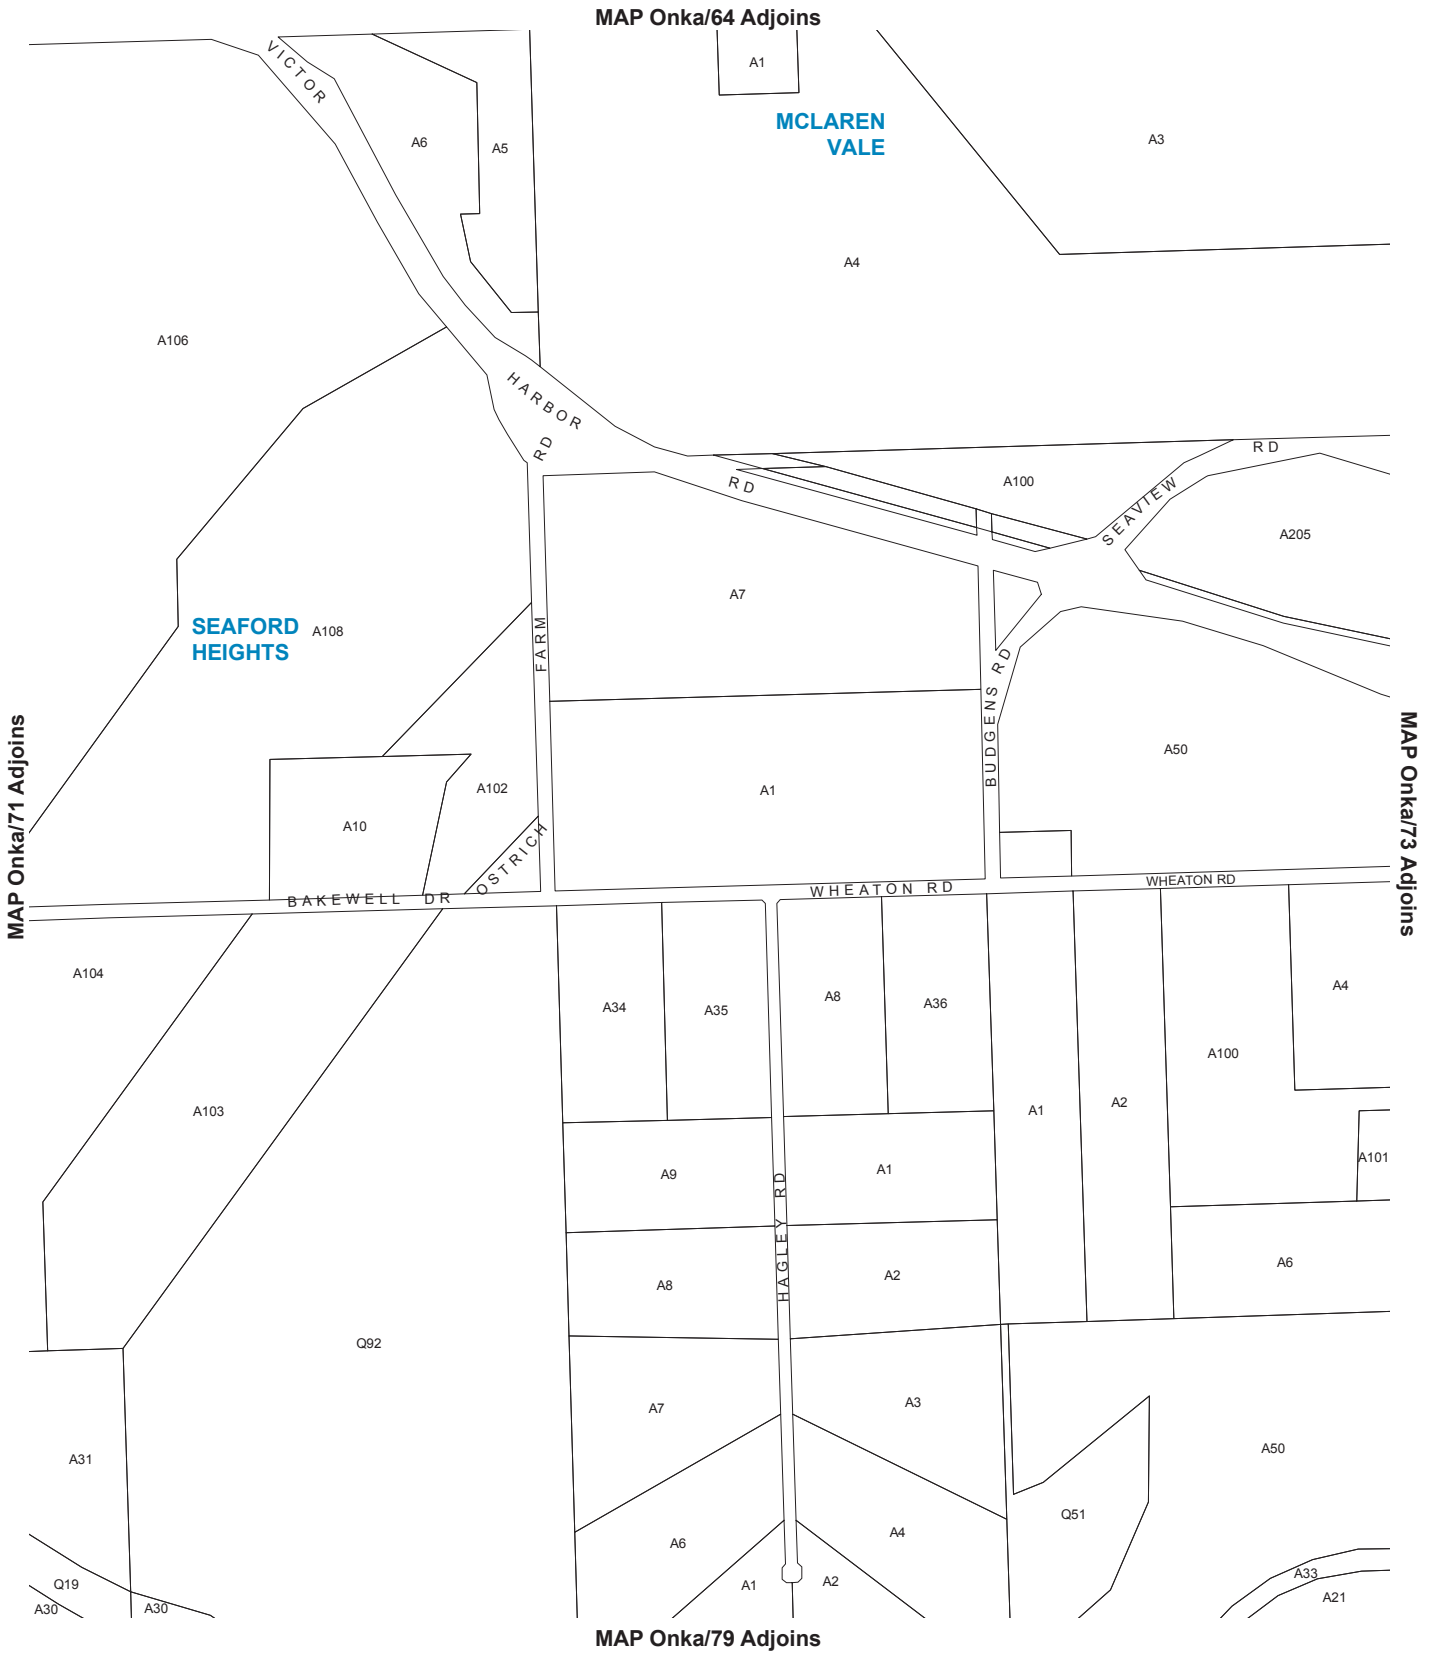 MAP Onka/64 Adjoins
VICTOR
A1
MCLAREN
VALE
A6
A5
A3
A4
A106
HARBOR
RD
RD
A100
SEAVIEW
RD
A205
A7
SEAFORD
HEIGHTS
A108
FARM
BUDGENS RD
MAP Onka/71 Adjoins
MAP Onka/73 Adjoins
A50
A102
A1
A10
OSTRICH
BAKEWELL DR
WHEATON RD
WHEATON RD
A104
A34
A35
A8
A36
A4
A100
A103
A1
A2
A101
A9
A1
HAGLEY RD
A8
A2
A6
Q92
A7
A3
A31
A50
Q51
A6
A4
Q19
A1
A2
A33
A21
A30
A30
MAP Onka/79 Adjoins